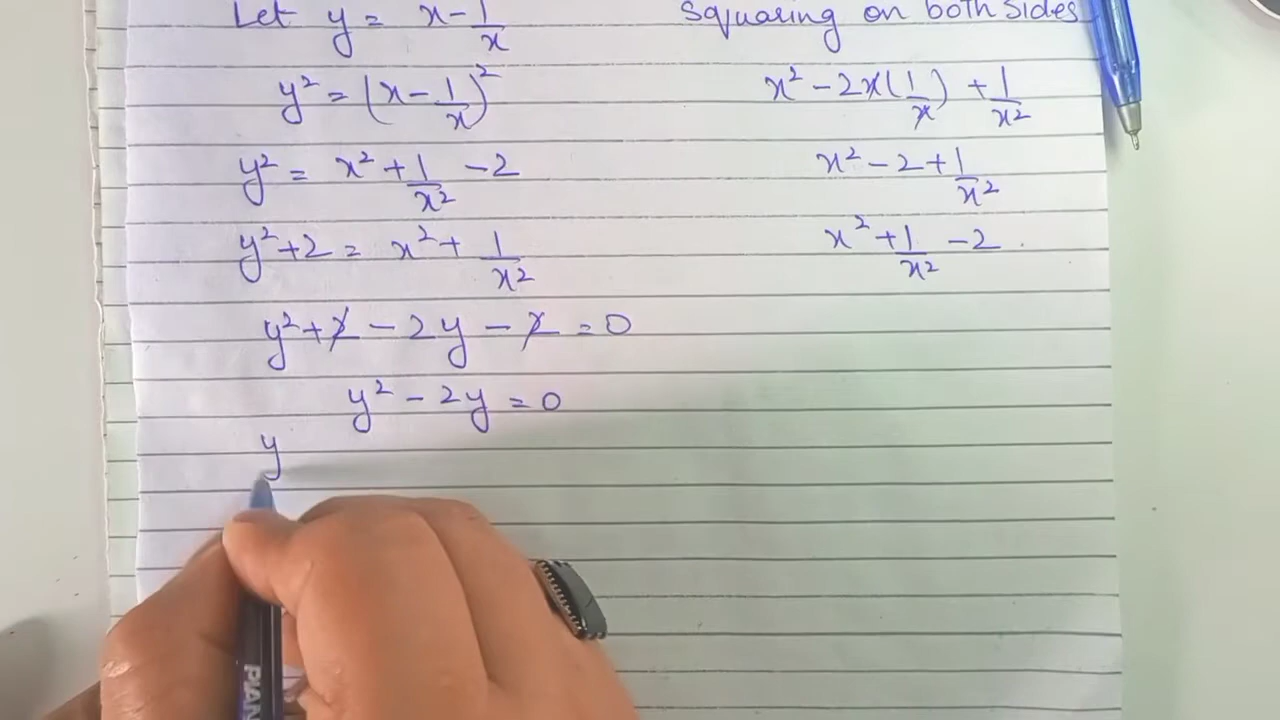 Let y = x - 1/x squaring on both sides
y² = (x - 1/x)² x² - 2x(1/x) + 1/x²
y² = x² + 1/x² - 2 x² - 2 + 1/x²
y² + 2 = x² + 1/x² x² + 1/x² - 2
y² + 2 - 2y - 2 = 0
y² - 2y = 0
y
PIAN